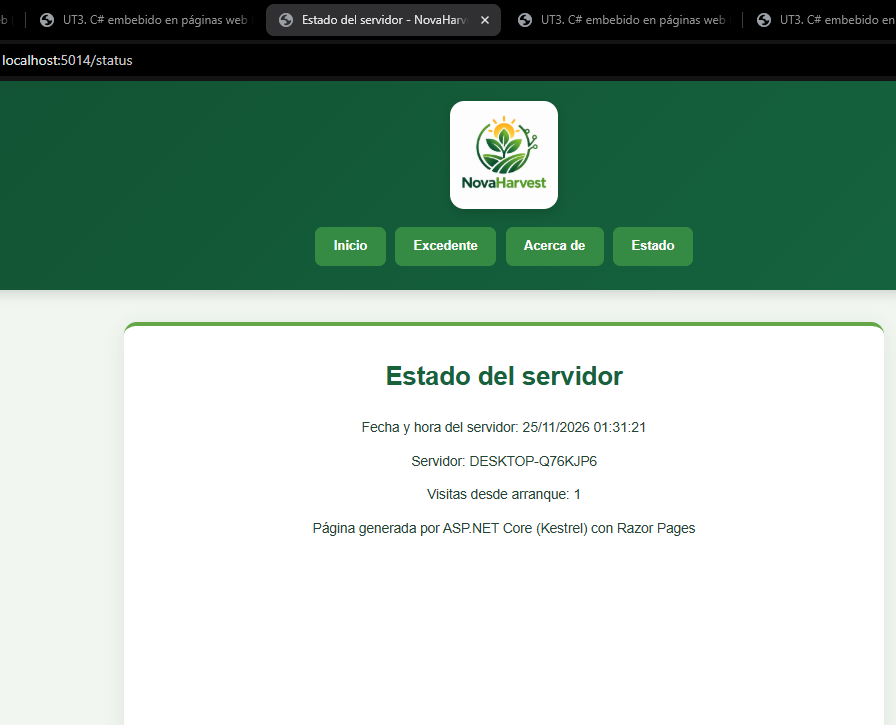 eb
UT3. C# embebido en páginas web
Estado del servidor - NovaHarv
UT3. C# embebido en páginas web
UT3. C# embebido en
localhost:5014/status
NovaHarvest
Inicio
Excedente
Acerca de
Estado
Estado del servidor
Fecha y hora del servidor: 25/11/2026 01:31:21
Servidor: DESKTOP-Q76KJP6
Visitas desde arranque: 1
Página generada por ASP.NET Core (Kestrel) con Razor Pages